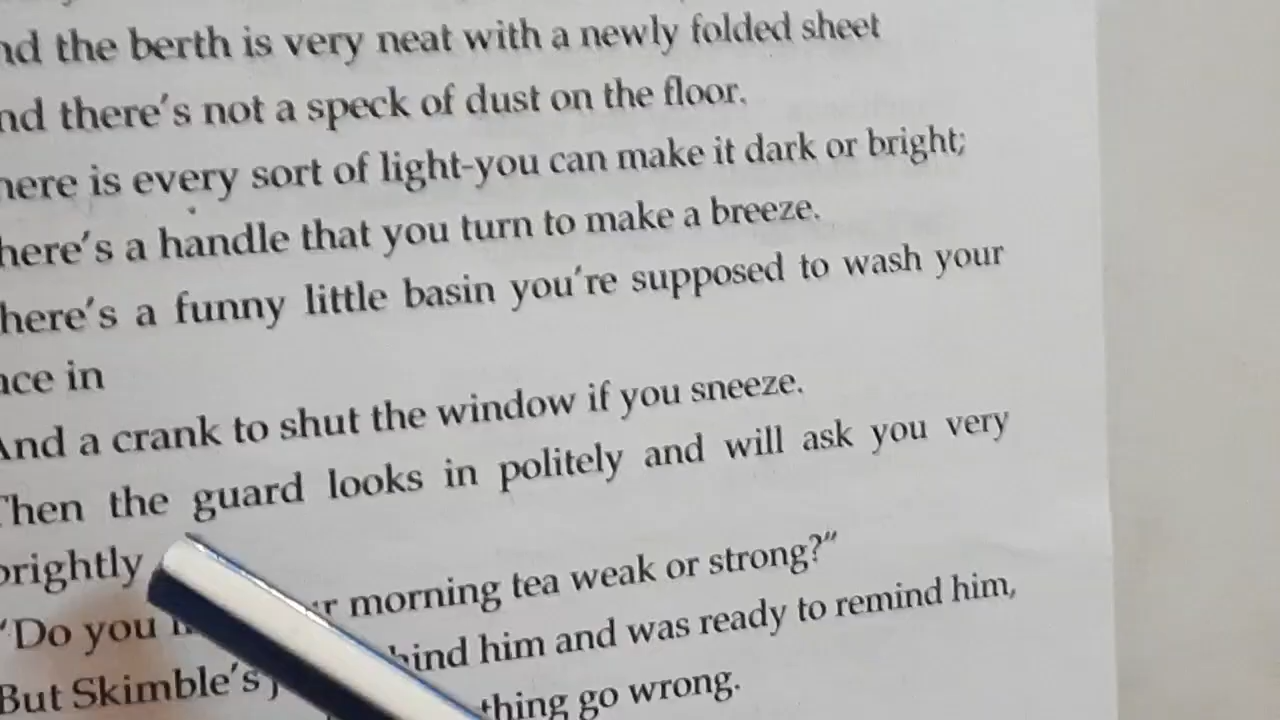 nd the berth is very neat with a newly folded sheet
nd there's not a speck of dust on the floor.
here is every sort of light-you can make it dark or bright;
here's a handle that you turn to make a breeze.
here's a funny little basin you're supposed to wash your
ace in
And a crank to shut the window if you sneeze.
Then the guard looks in politely and will ask you very
brightly
"Do you r morning tea weak or strong?"
But Skimble's hind him and was ready to remind him,
thing go wrong.